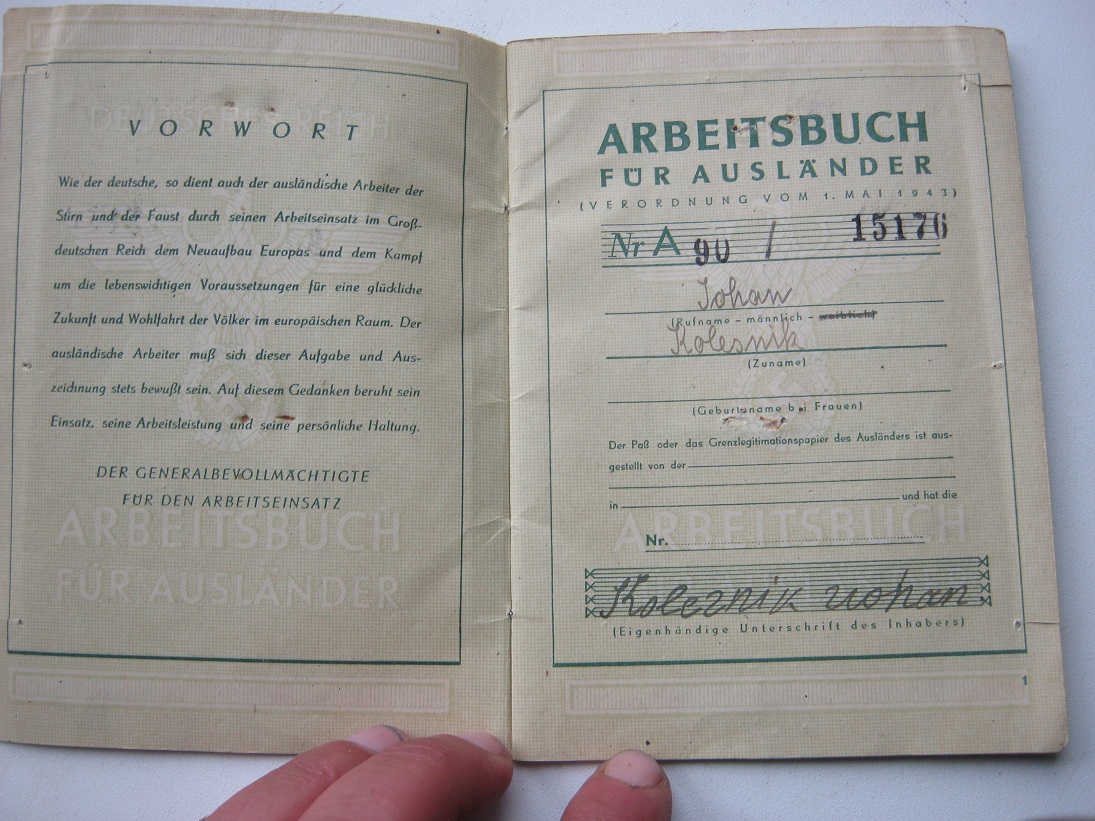 DEUTSCHES REICH
VORWORT
Wie der deutsche, so dient auch der ausländische Arbeiter der
Stirn und der Faust durch seinen Arbeitseinsatz im Groß-
deutschen Reich dem Neuaufbau Europas und dem Kampf
um die lebenswichtigen Voraussetzungen für eine glückliche
Zukunft und Wohlfahrt der Völker im europäischen Raum. Der
ausländische Arbeiter muß sich dieser Aufgabe und Aus-
zeichnung stets bewußt sein. Auf diesem Gedanken beruht sein
Einsatz, seine Arbeitsleistung und seine persönliche Haltung.
DER GENERALBEVOLLMÄCHTIGTE
FÜR DEN ARBEITSEINSATZ
ARBEITSBUCH
FÜR AUSLÄNDER
ARBEITSBUCH
FÜR AUSLÄNDER
(VERORDNUNG VOM 1. MAI 1943)
Nr A 90 / 15176
Johan
(Rufname – männlich – weiblich)
Kolesnik
(Zuname)
(Geburtsname bei Frauen)
Der Paß oder das Grenzlegitimationspapier des Ausländers ist aus-
gestellt von der
in und hat die
ARBEITSBUCH
Nr.
Koleznik Johan
(Eigenhändige Unterschrift des Inhabers)
1